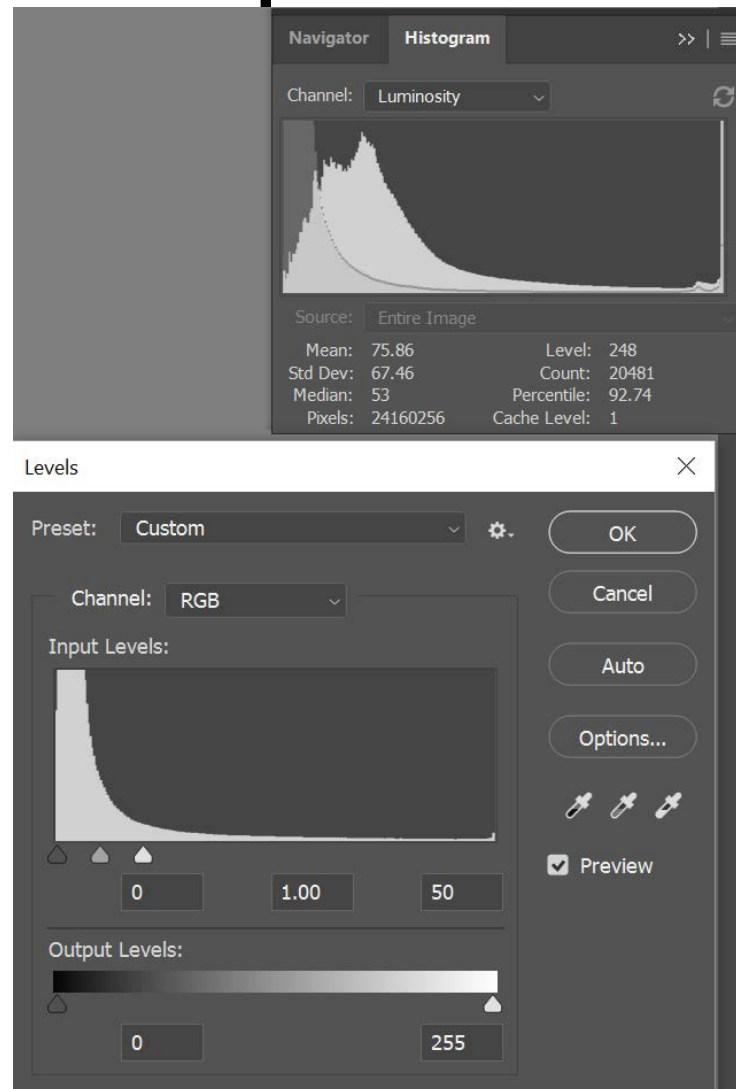 Navigator Histogram
Channel: Luminosity
Source: Entire Image
Mean: 75.86 Level: 248
Std Dev: 67.46 Count: 20481
Median: 53 Percentile: 92.74
Pixels: 24160256 Cache Level: 1
Levels
Preset: Custom
OK
Channel: RGB
Cancel
Input Levels:
Auto
Options...
Preview
0 1.00 50
Output Levels:
0 255